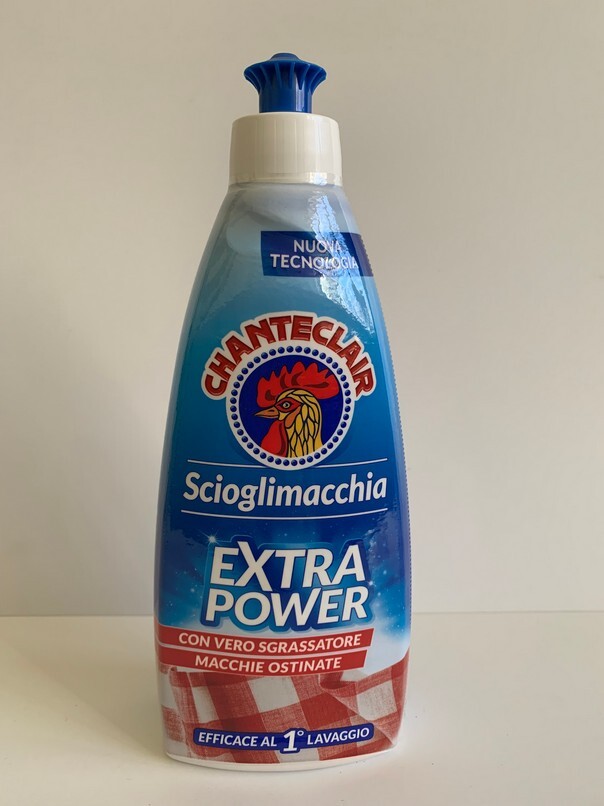 NUOVA
TECNOLOGIA
CHANTECLAIR
Scioglimacchia
EXTRA
POWER
CON VERO SGRASSATORE
MACCHIE OSTINATE
EFFICACE AL 1° LAVAGGIO